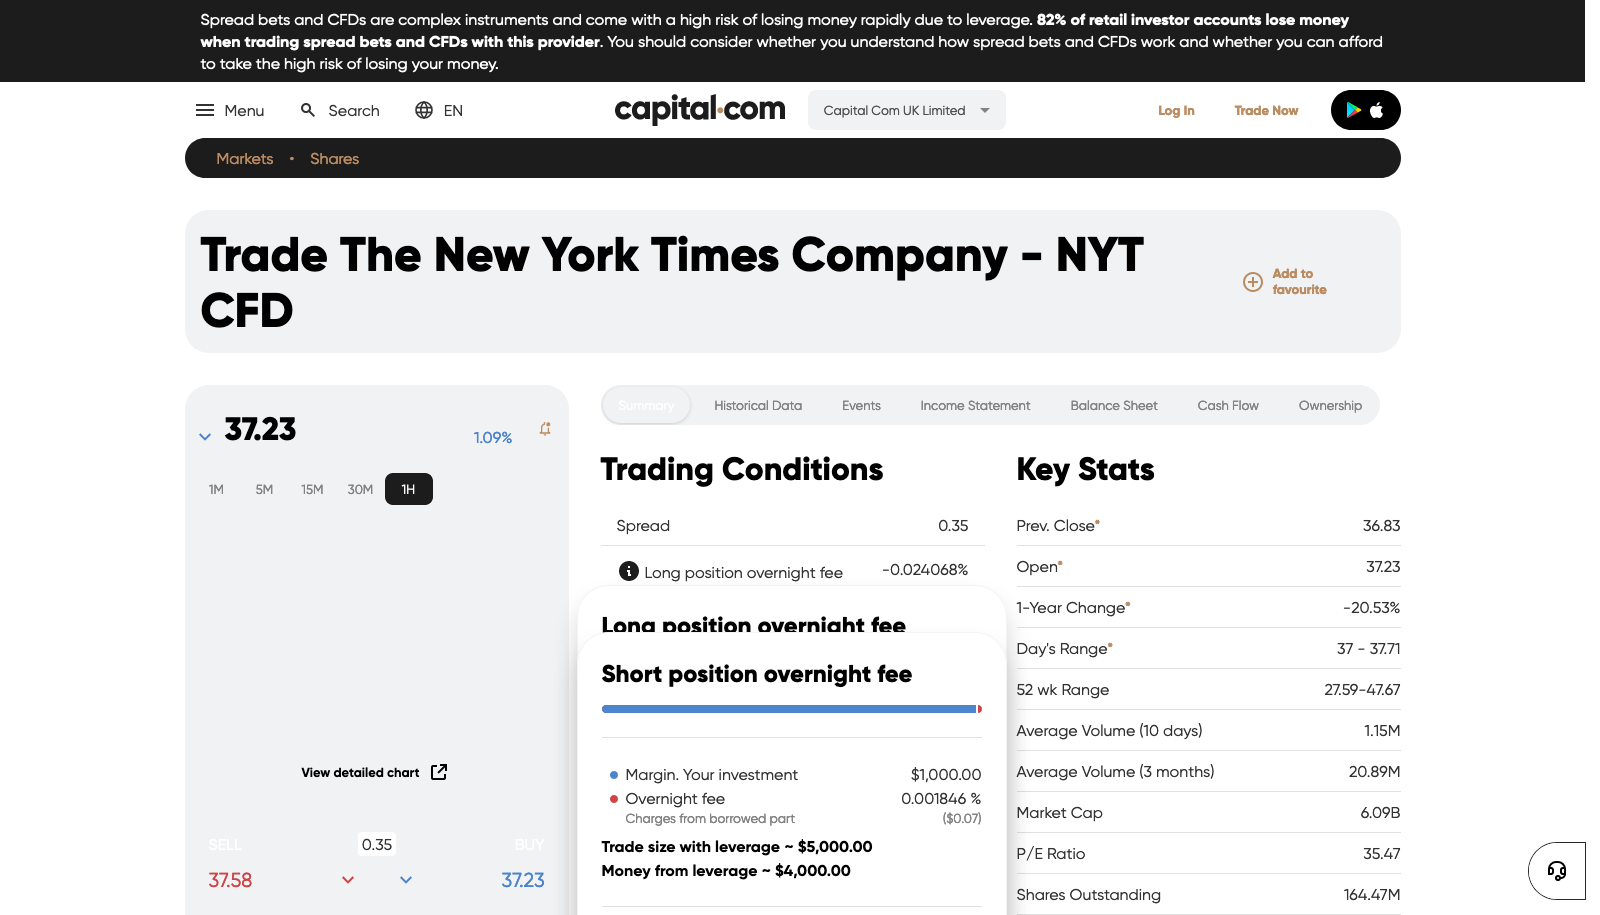 Spread bets and CFDs are complex instruments and come with a high risk of losing money rapidly due to leverage. 82% of retail investor accounts lose money
when trading spread bets and CFDs with this provider. You should consider whether you understand how spread bets and CFDs work and whether you can afford
to take the high risk of losing your money.
Menu
Search
EN
capital.com
Capital Com UK Limited
Log In
Trade Now
Markets • Shares
Trade The New York Times Company - NYT
CFD
Add to
favourite
37.23
1.09%
1M 5M 15M 30M 1H
View detailed chart
SELL 0.35 BUY
37.58 37.23
Summary Historical Data Events Income Statement Balance Sheet Cash Flow Ownership
Trading Conditions
Spread 0.35
Long position overnight fee -0.024068%
Long position overnight fee
Short position overnight fee
Margin. Your investment $1,000.00
Overnight fee 0.001846 %
Charges from borrowed part ($0.07)
Trade size with leverage ~ $5,000.00
Money from leverage ~ $4,000.00
Key Stats
Prev. Close* 36.83
Open* 37.23
1-Year Change* -20.53%
Day's Range* 37 - 37.71
52 wk Range 27.59-47.67
Average Volume (10 days) 1.15M
Average Volume (3 months) 20.89M
Market Cap 6.09B
P/E Ratio 35.47
Shares Outstanding 164.47M